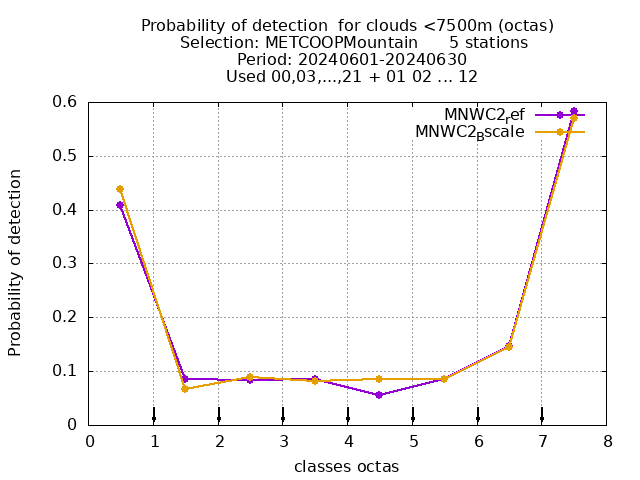 Probability of detection  for clouds <7500m (octas)
Selection: METCOOPMountain      5 stations
Period: 20240601-20240630
Used 00,03,...,21 + 01 02 ... 12
MNWC2ref
MNWC2Bscale
0.6
0.5
0.4
0.3
0.2
0.1
0
Probability of detection
0 1 2 3 4 5 6 7 8
classes octas